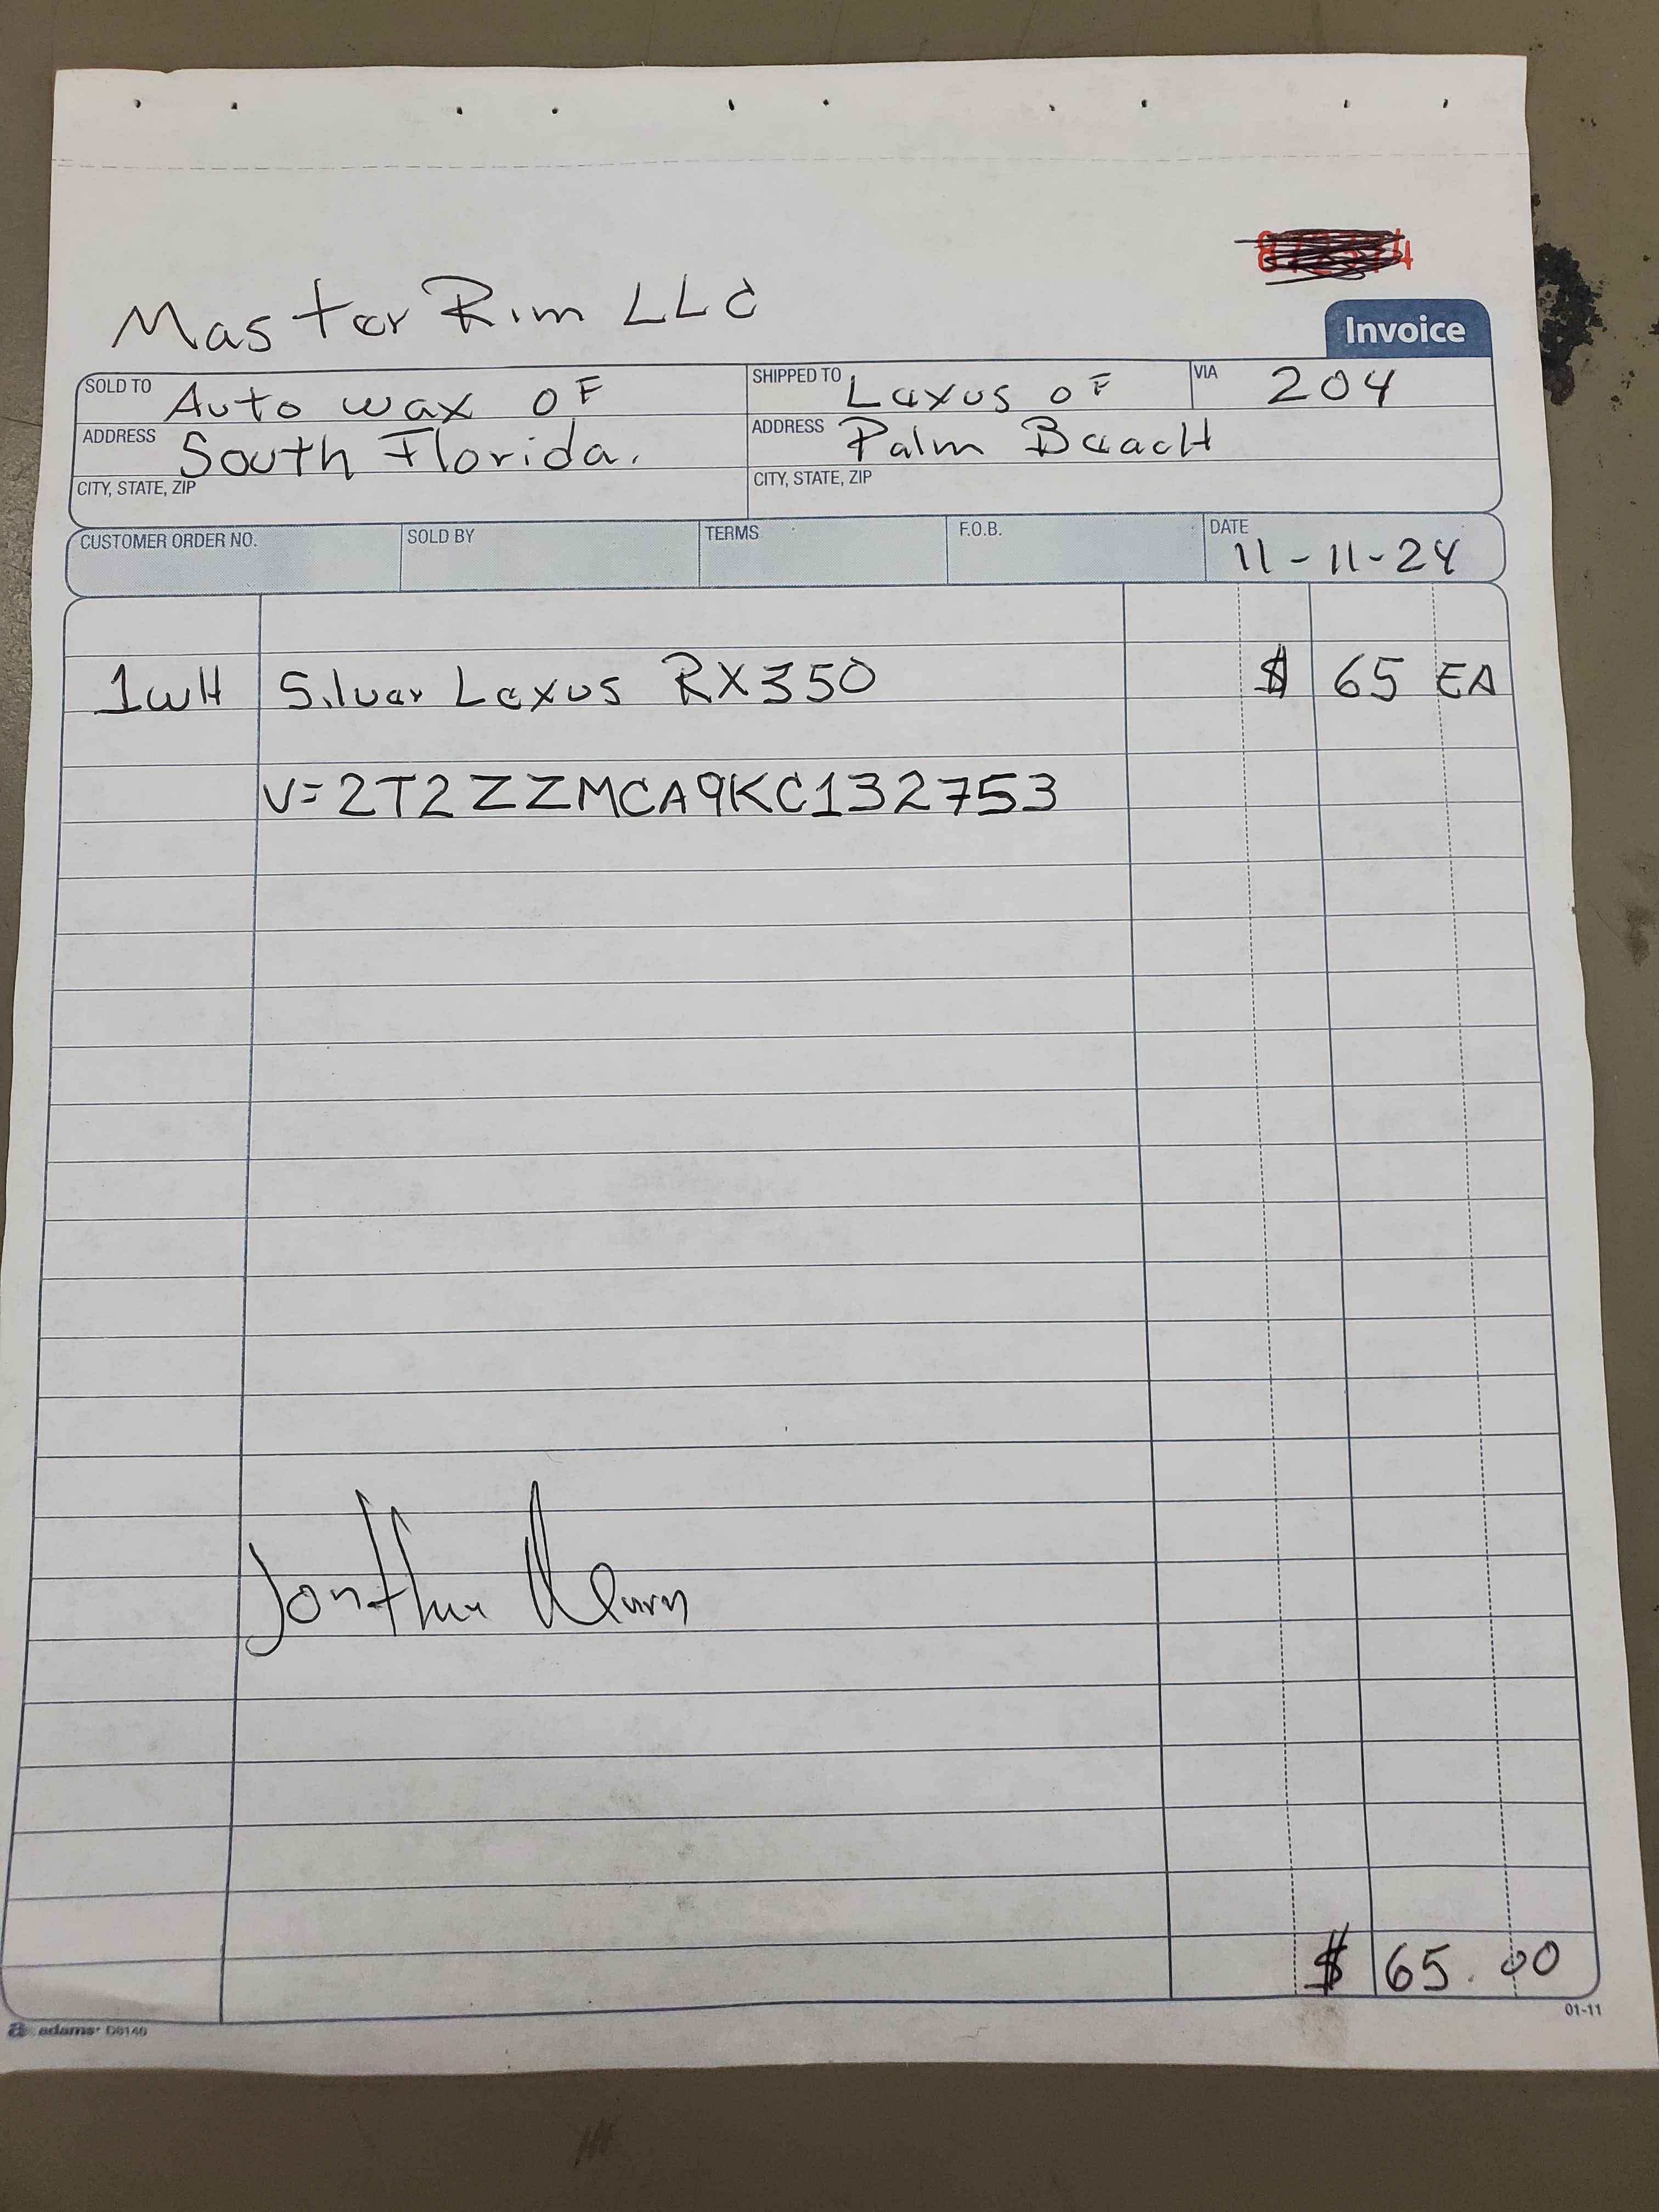 Master Rim LLC
Invoice
SOLD TO Auto wax oF
SHIPPED TO Lexus oF
VIA 204
ADDRESS South Florida.
ADDRESS Palm BeacH
CITY, STATE, ZIP
CITY, STATE, ZIP
CUSTOMER ORDER NO. SOLD BY TERMS F.O.B. DATE
11-11-24
1WH Silver Lexus RX350 $ 65 EA
V=2T2ZZMCA9KC132753
$ 65.00
01-11
adams D8140